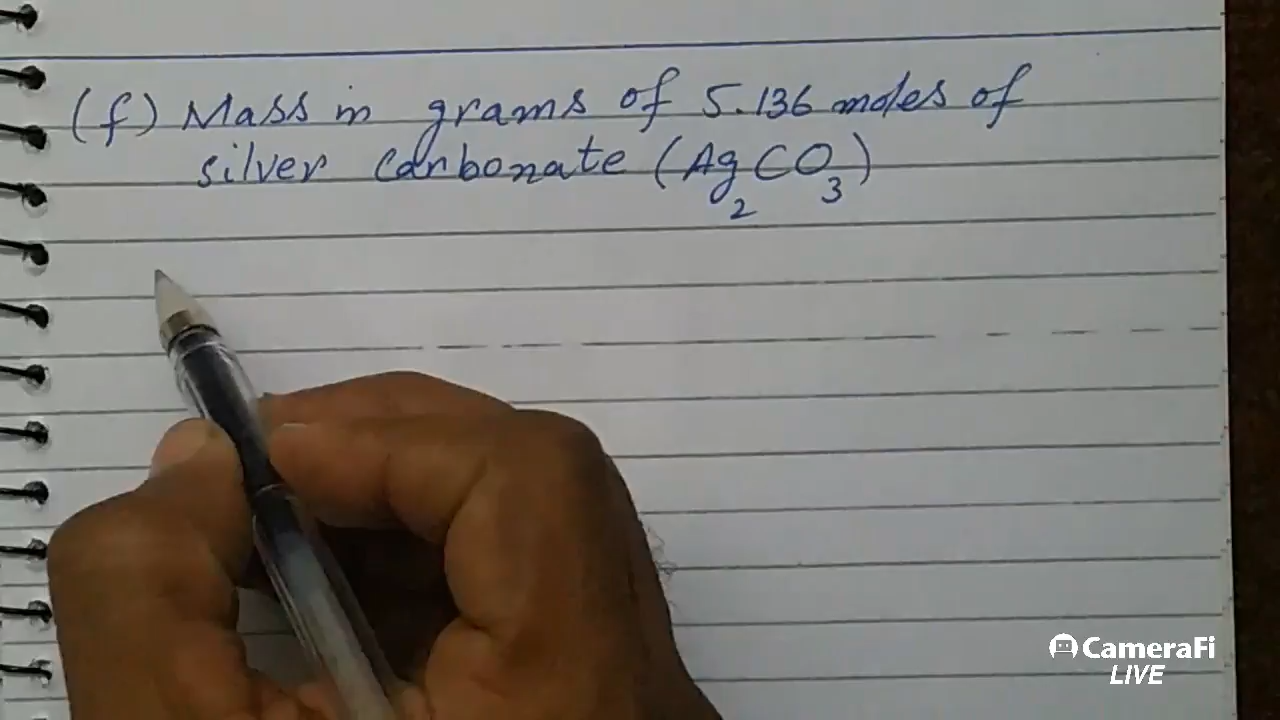 (f) Mass in grams of 5.136 moles of
silver carbonate (Ag₂CO₃)
CameraFi
LIVE